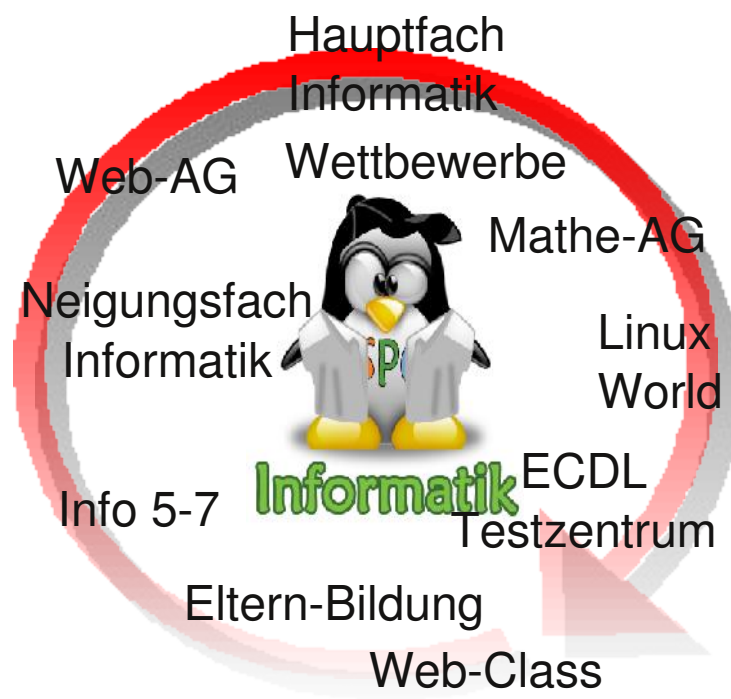 Hauptfach
Informatik
Wettbewerbe
Web-AG
Mathe-AG
Neigungsfach
Informatik
Linux
World
SP
Informatik
ECDL
Testzentrum
Info 5-7
Eltern-Bildung
Web-Class